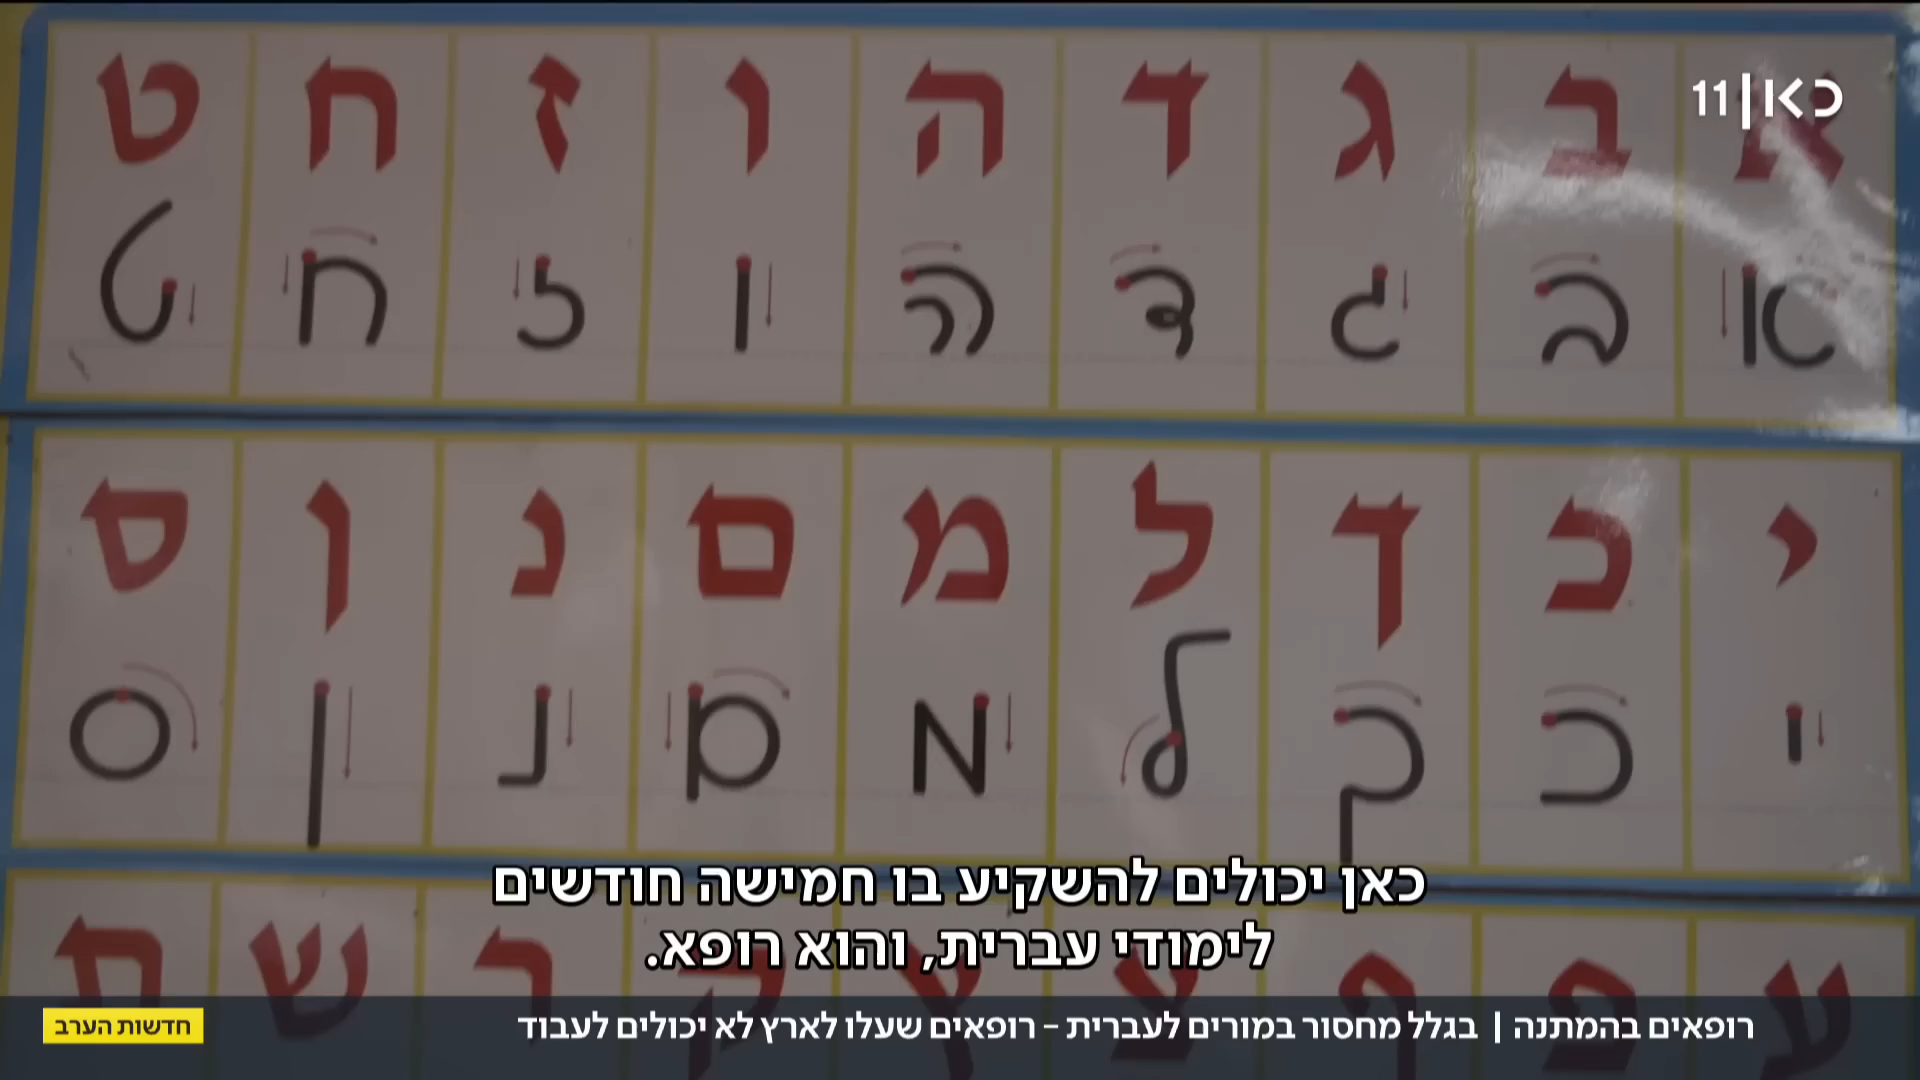 כאן|11
א ב ג ד ה ו ז ח ט
א ב ג ד ה ו ז ח ט
י כ ך ל מ ם נ ן ס
י כ ך ל מ ם נ ן ס
ע פ ף צ ץ ק ר ש ת
כאן יכולים להשקיע בו חמישה חודשים
לימודי עברית, והוא רופא.
רופאים בהמתנה | בגלל מחסור במורים לעברית – רופאים שעלו לארץ לא יכולים לעבוד
חדשות הערב